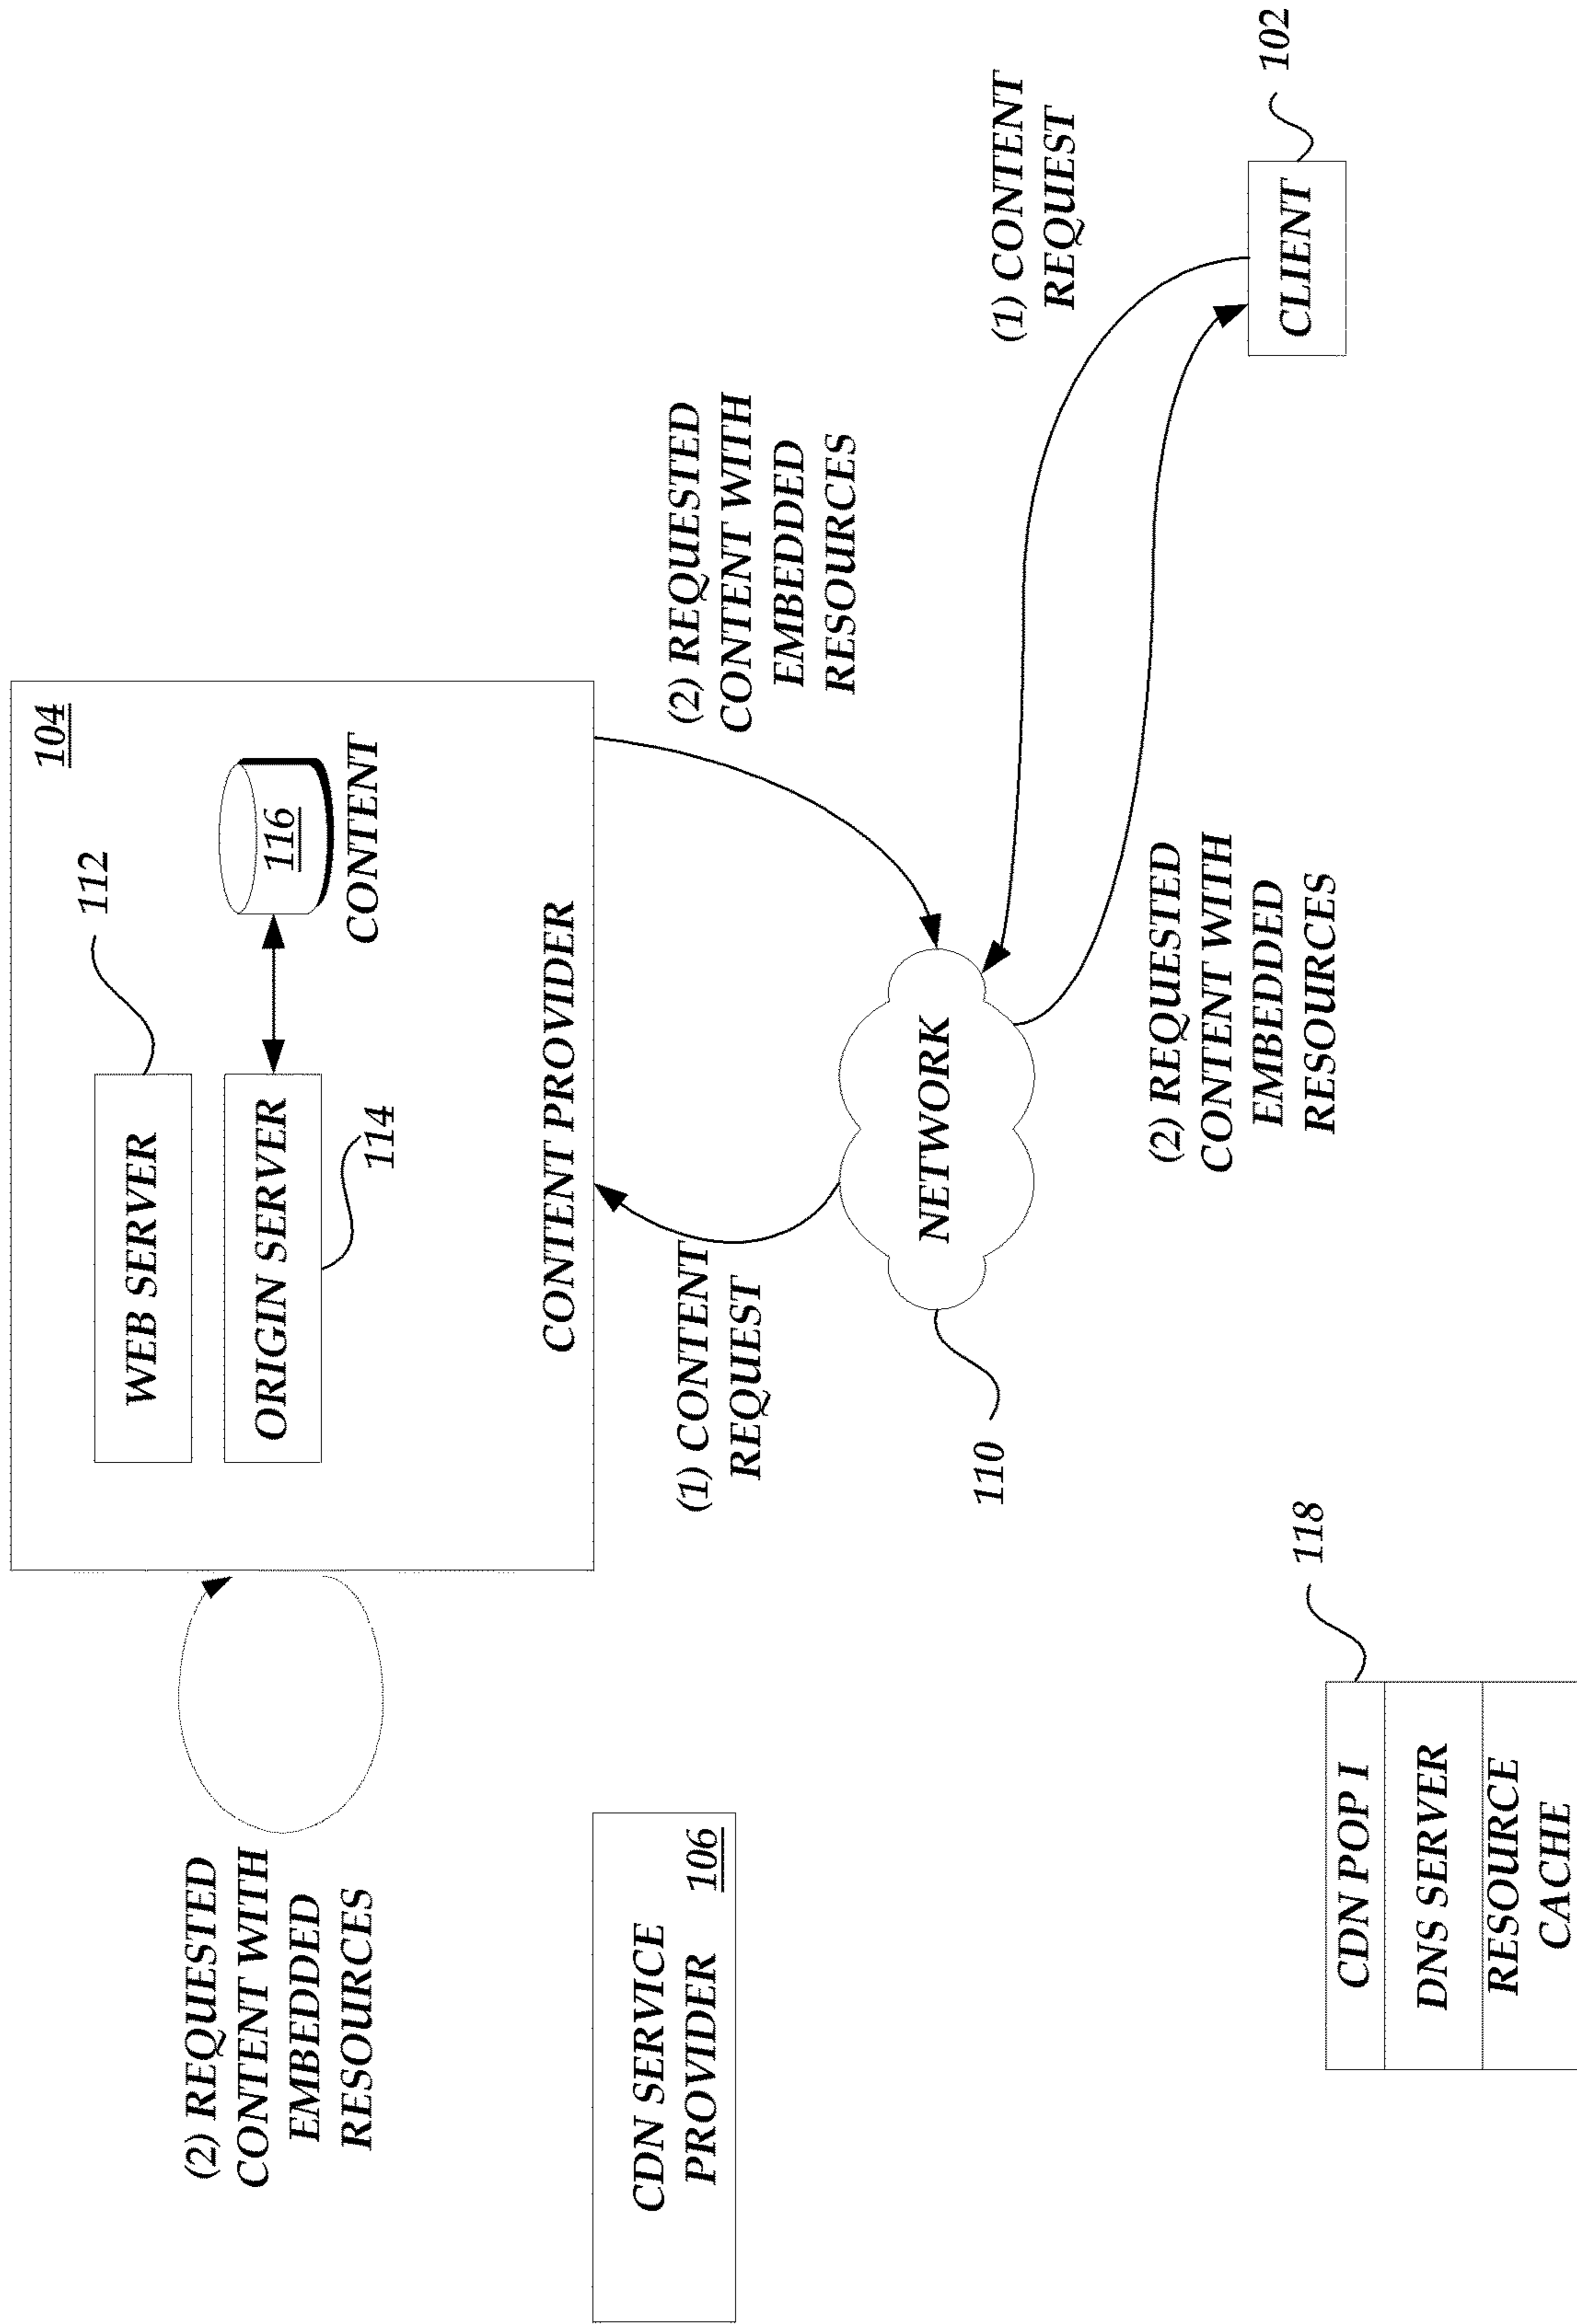 (2) REQUESTED
CONTENT WITH
EMBEDDED
RESOURCES
104
WEB SERVER
112
ORIGIN SERVER
114
116
CONTENT
CONTENT PROVIDER
CDN SERVICE
PROVIDER 106
(1) CONTENT
REQUEST
(2) REQUESTED
CONTENT WITH
EMBEDDED
RESOURCES
NETWORK
110
(1) CONTENT
REQUEST
(2) REQUESTED
CONTENT WITH
EMBEDDED
RESOURCES
CLIENT
102
118
CDN POP I
DNS SERVER
RESOURCE
CACHE